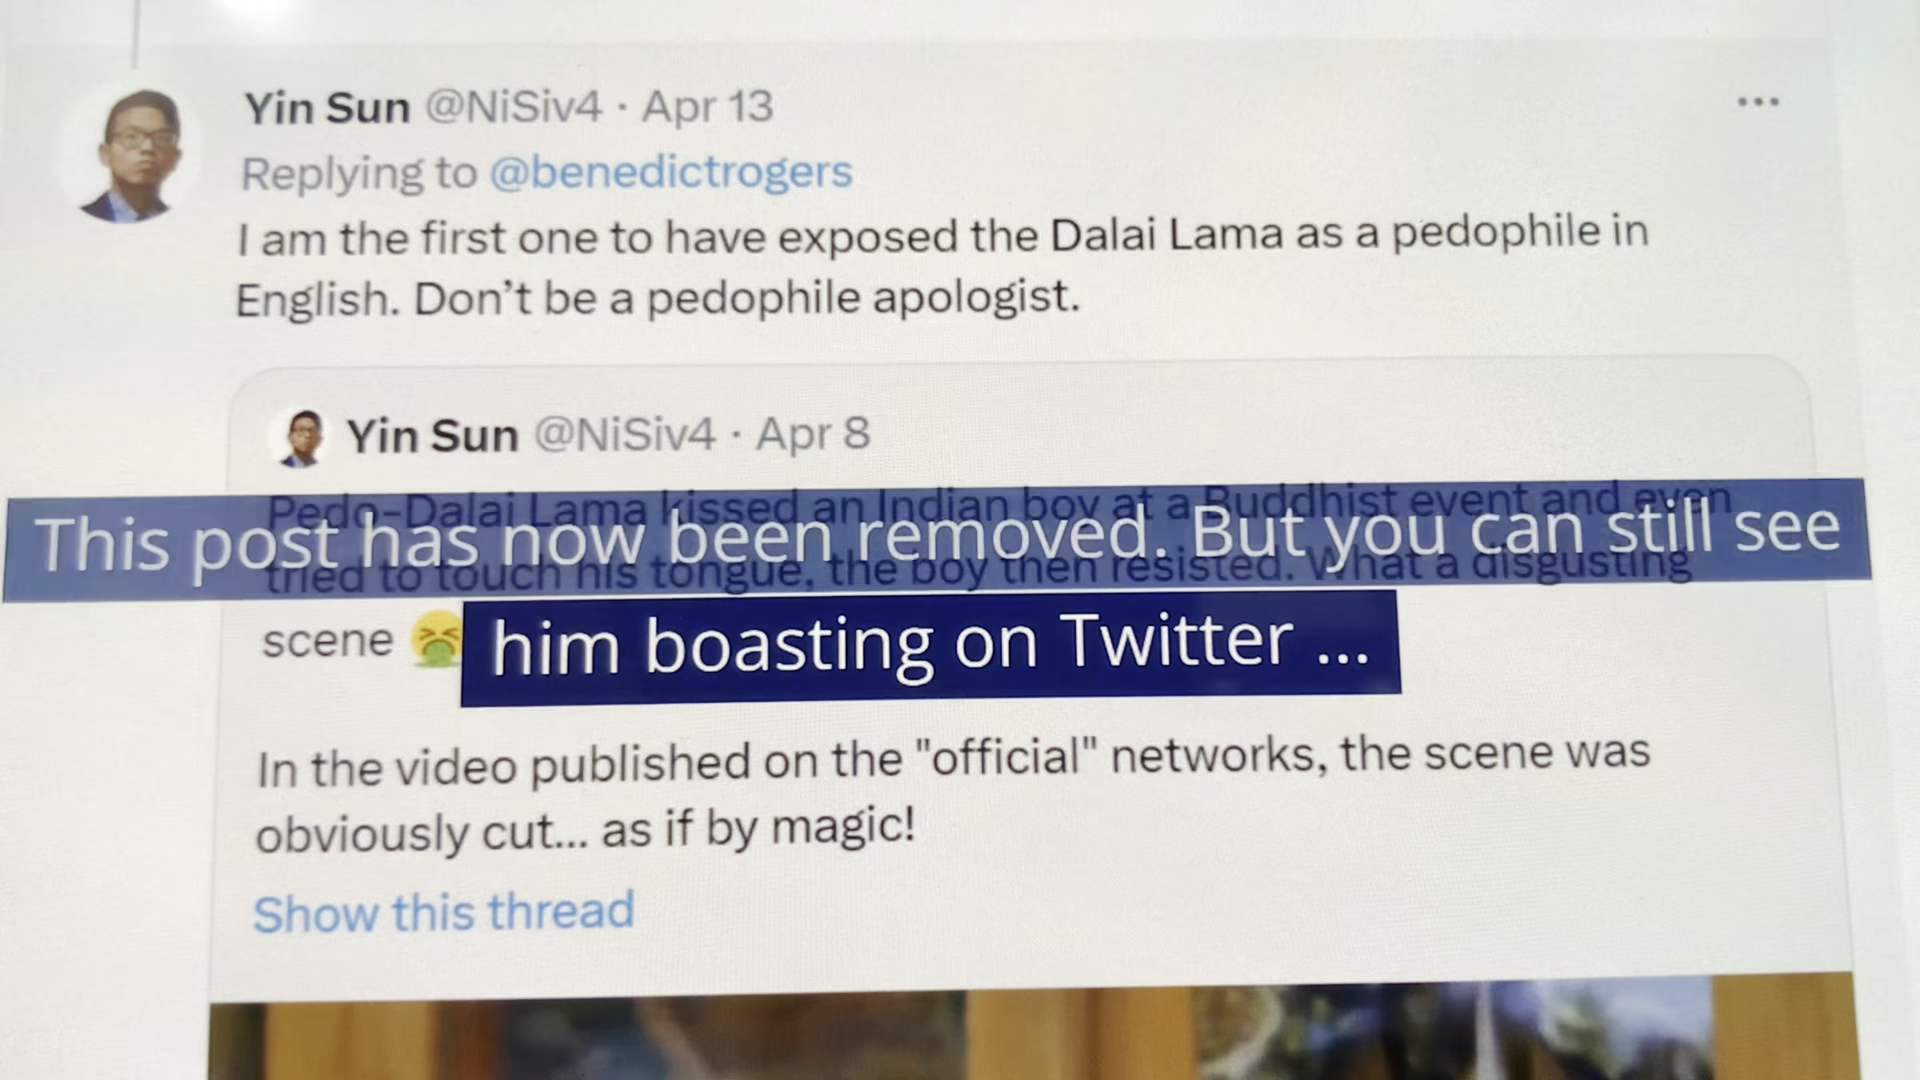 Yin Sun @NiSiv4 · Apr 13
Replying to @benedictrogers
I am the first one to have exposed the Dalai Lama as a pedophile in
English. Don't be a pedophile apologist.
Yin Sun @NiSiv4 · Apr 8
Pedo-Dalai Lama kissed an Indian boy at a Buddhist event and even
This post has now been removed. But you can still see
tried to touch his tongue, the boy then resisted. What a disgusting
scene 🤮
him boasting on Twitter ...
In the video published on the "official" networks, the scene was
obviously cut... as if by magic!
Show this thread